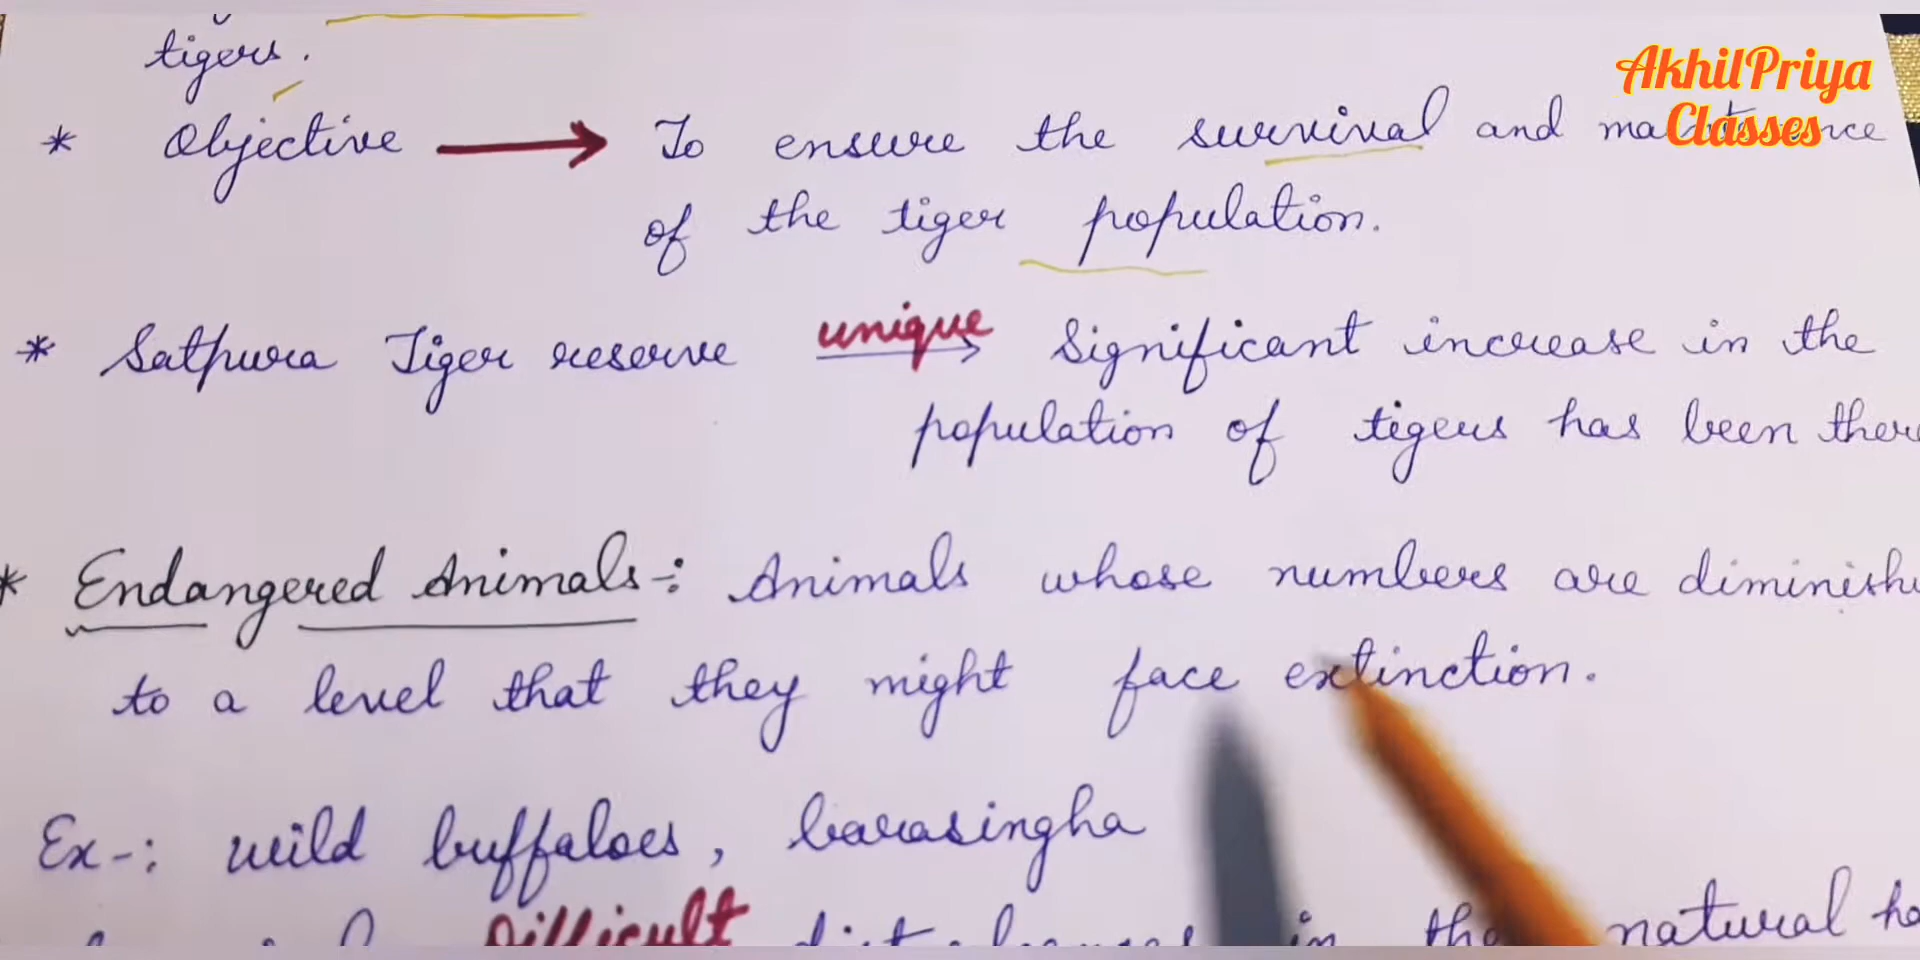 tigers.
AkhilPriya
Classes
* Objective → To ensure the survival and
of the tiger population.
* Satpura Tiger reserve unique → Significant increase in the
population of tigers has been
* Endangered Animals -: Animals whose numbers are
to a level that they might face extinction.
Ex-: wild buffaloes, barasingha
Difficult in the natural